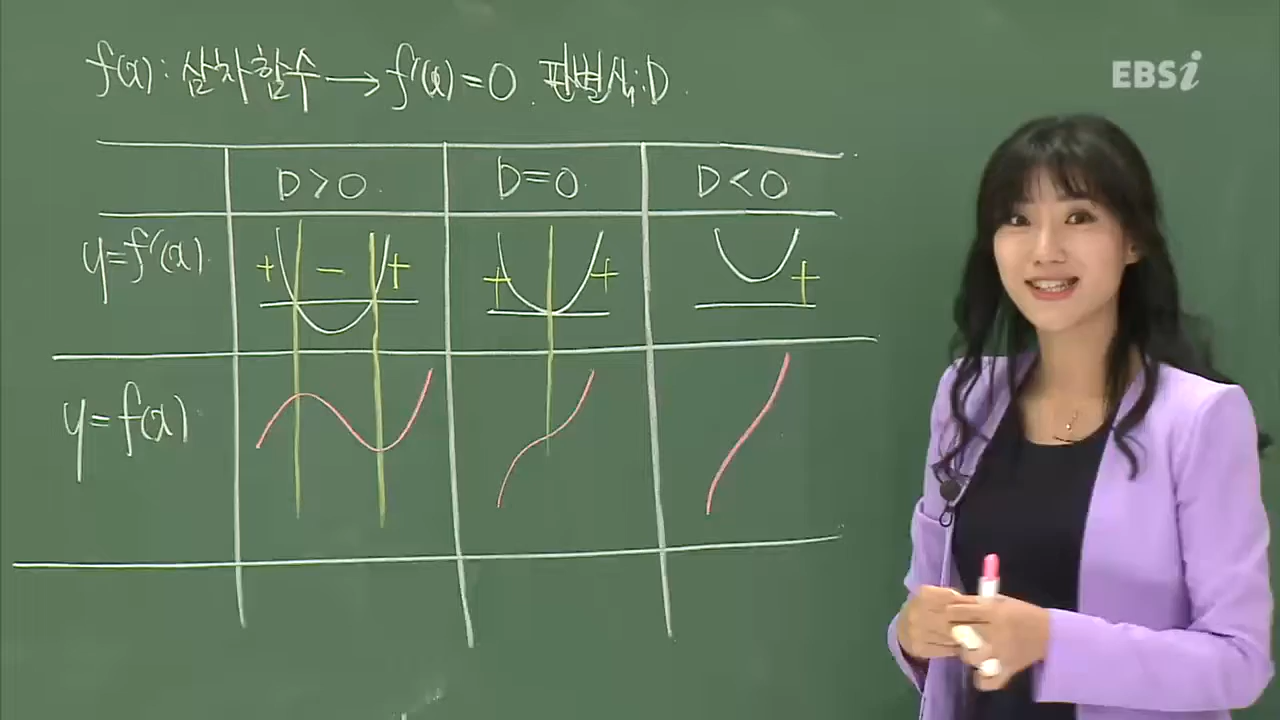 f(x) : 삼차함수 → f'(x) = 0 판별식:D
EBSi
D > 0 D = 0 D < 0
y = f'(x)
+ − + + + +
y = f(x)